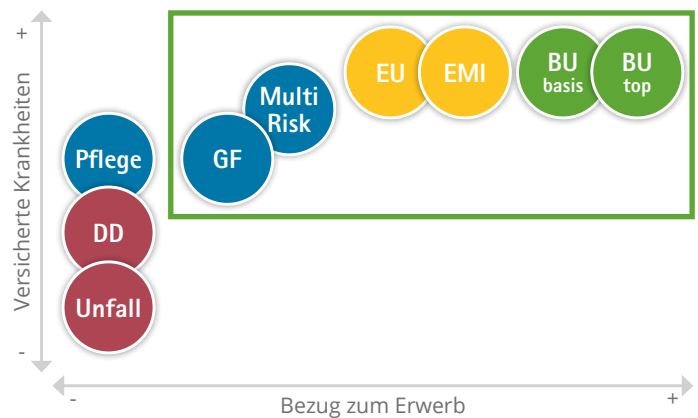 +
Versicherte Krankheiten
-
Pflege
DD
Unfall
GF
Multi
Risk
EU
EMI
BU
basis
BU
top
-
Bezug zum Erwerb
+